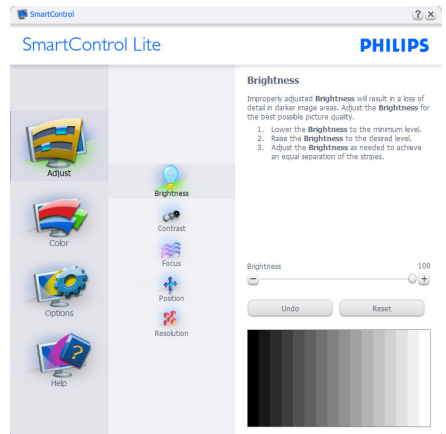 SmartControl
SmartControl Lite
PHILIPS
Adjust
Color
Options
Help
Brightness
Contrast
Focus
Position
Resolution
Brightness
Improperly adjusted Brightness will result in a loss of
detail in darker image areas. Adjust the Brightness for
the best possible picture quality.
1. Lower the Brightness to the minimum level.
2. Raise the Brightness to the desired level.
3. Adjust the Brightness as needed to achieve
an equal separation of the stripes.
Brightness 100
Undo Reset